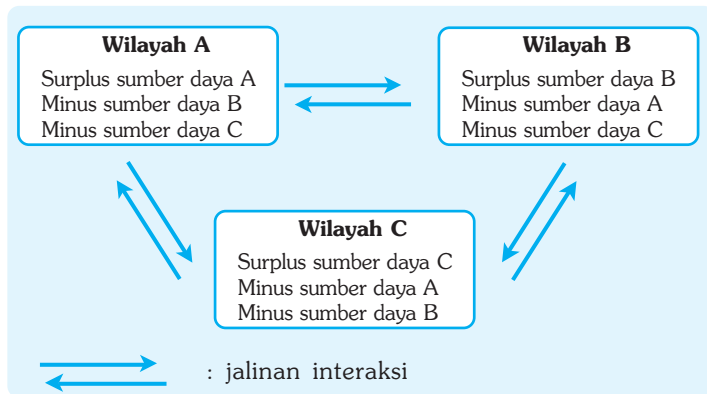 Wilayah A
Surplus sumber daya A
Minus sumber daya B
Minus sumber daya C
Wilayah B
Surplus sumber daya B
Minus sumber daya A
Minus sumber daya C
Wilayah C
Surplus sumber daya C
Minus sumber daya A
Minus sumber daya B
: jalinan interaksi